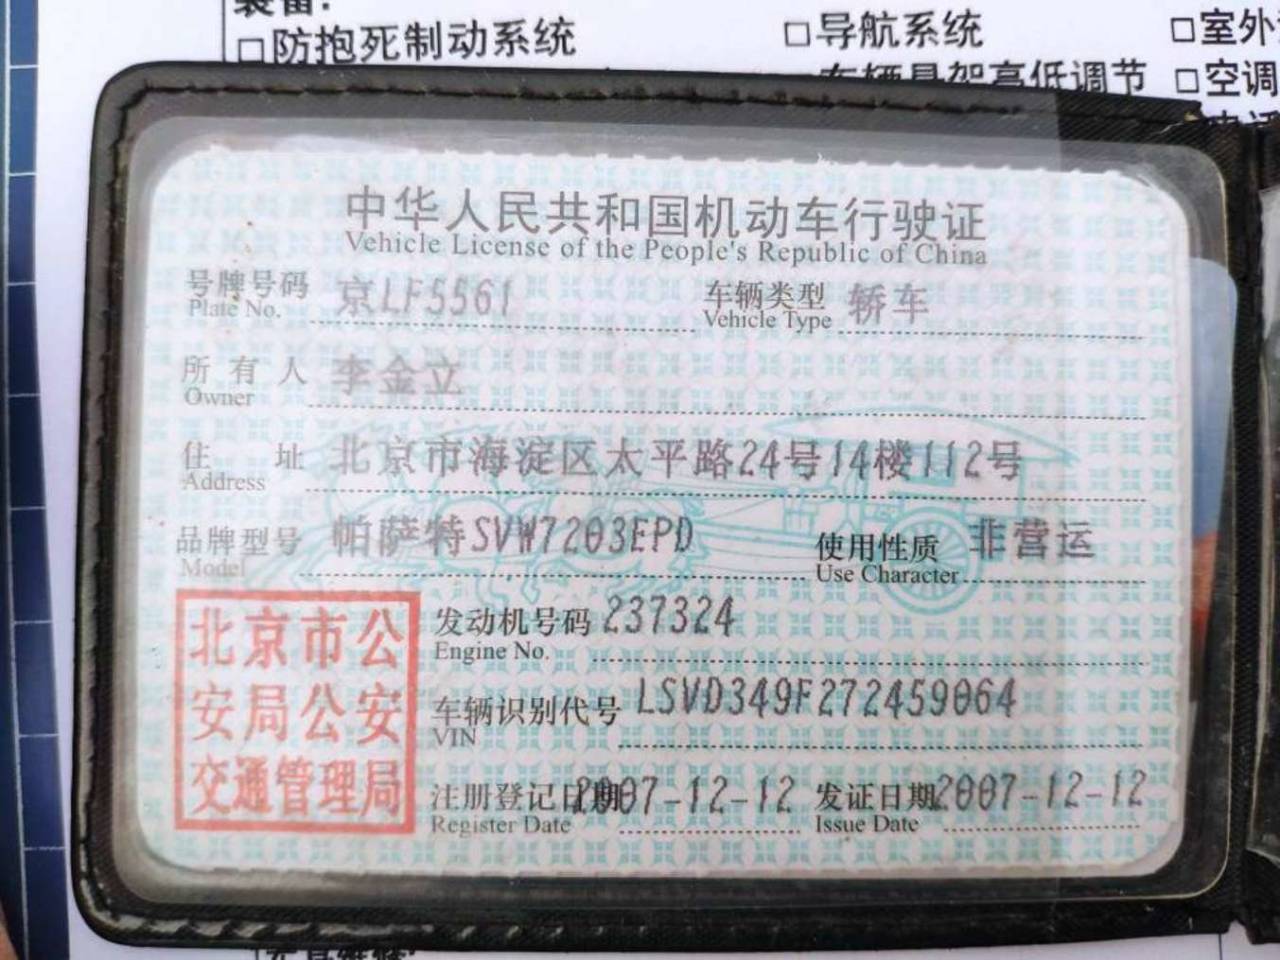 装备:
□防抱死制动系统 □导航系统 □室外
车辆悬架高低调节 □空调
中华人民共和国机动车行驶证
Vehicle License of the People's Republic of China
号牌号码 京LF5561 车辆类型 轿车
Plate No. Vehicle Type
所有人 李金立
Owner
住址 北京市海淀区太平路24号14楼112号
Address
品牌型号 帕萨特SVW7203EPD 使用性质 非营运
Model Use Character
北京市公
安局公安
交通管理局
发动机号码 237324
Engine No.
车辆识别代号 LSVD349F272459064
VIN
注册登记日期 2007-12-12 发证日期 2007-12-12
Register Date Issue Date